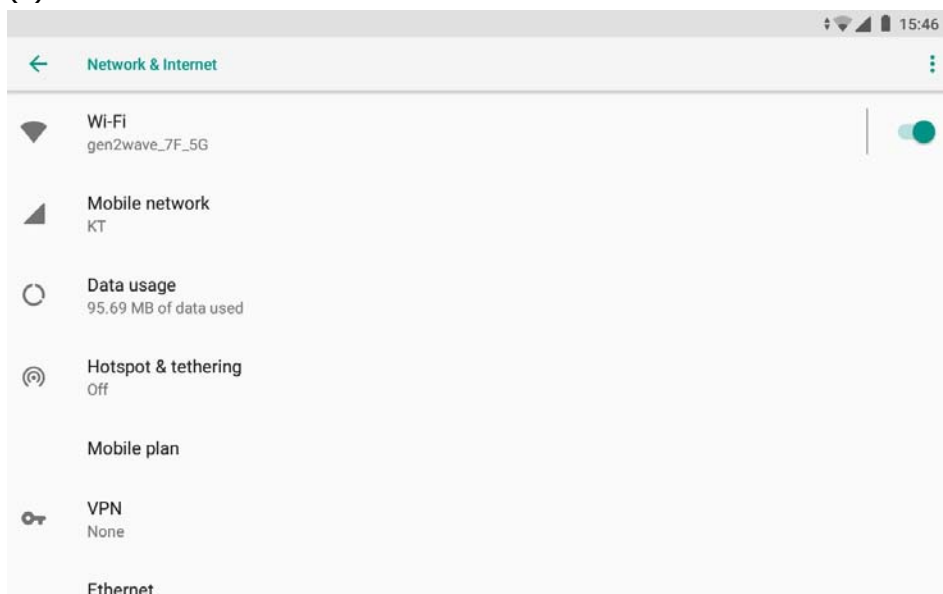 15:46
Network & Internet
Wi-Fi
gen2wave_7F_5G
Mobile network
KT
Data usage
95.69 MB of data used
Hotspot & tethering
Off
Mobile plan
VPN
None
Ethernet